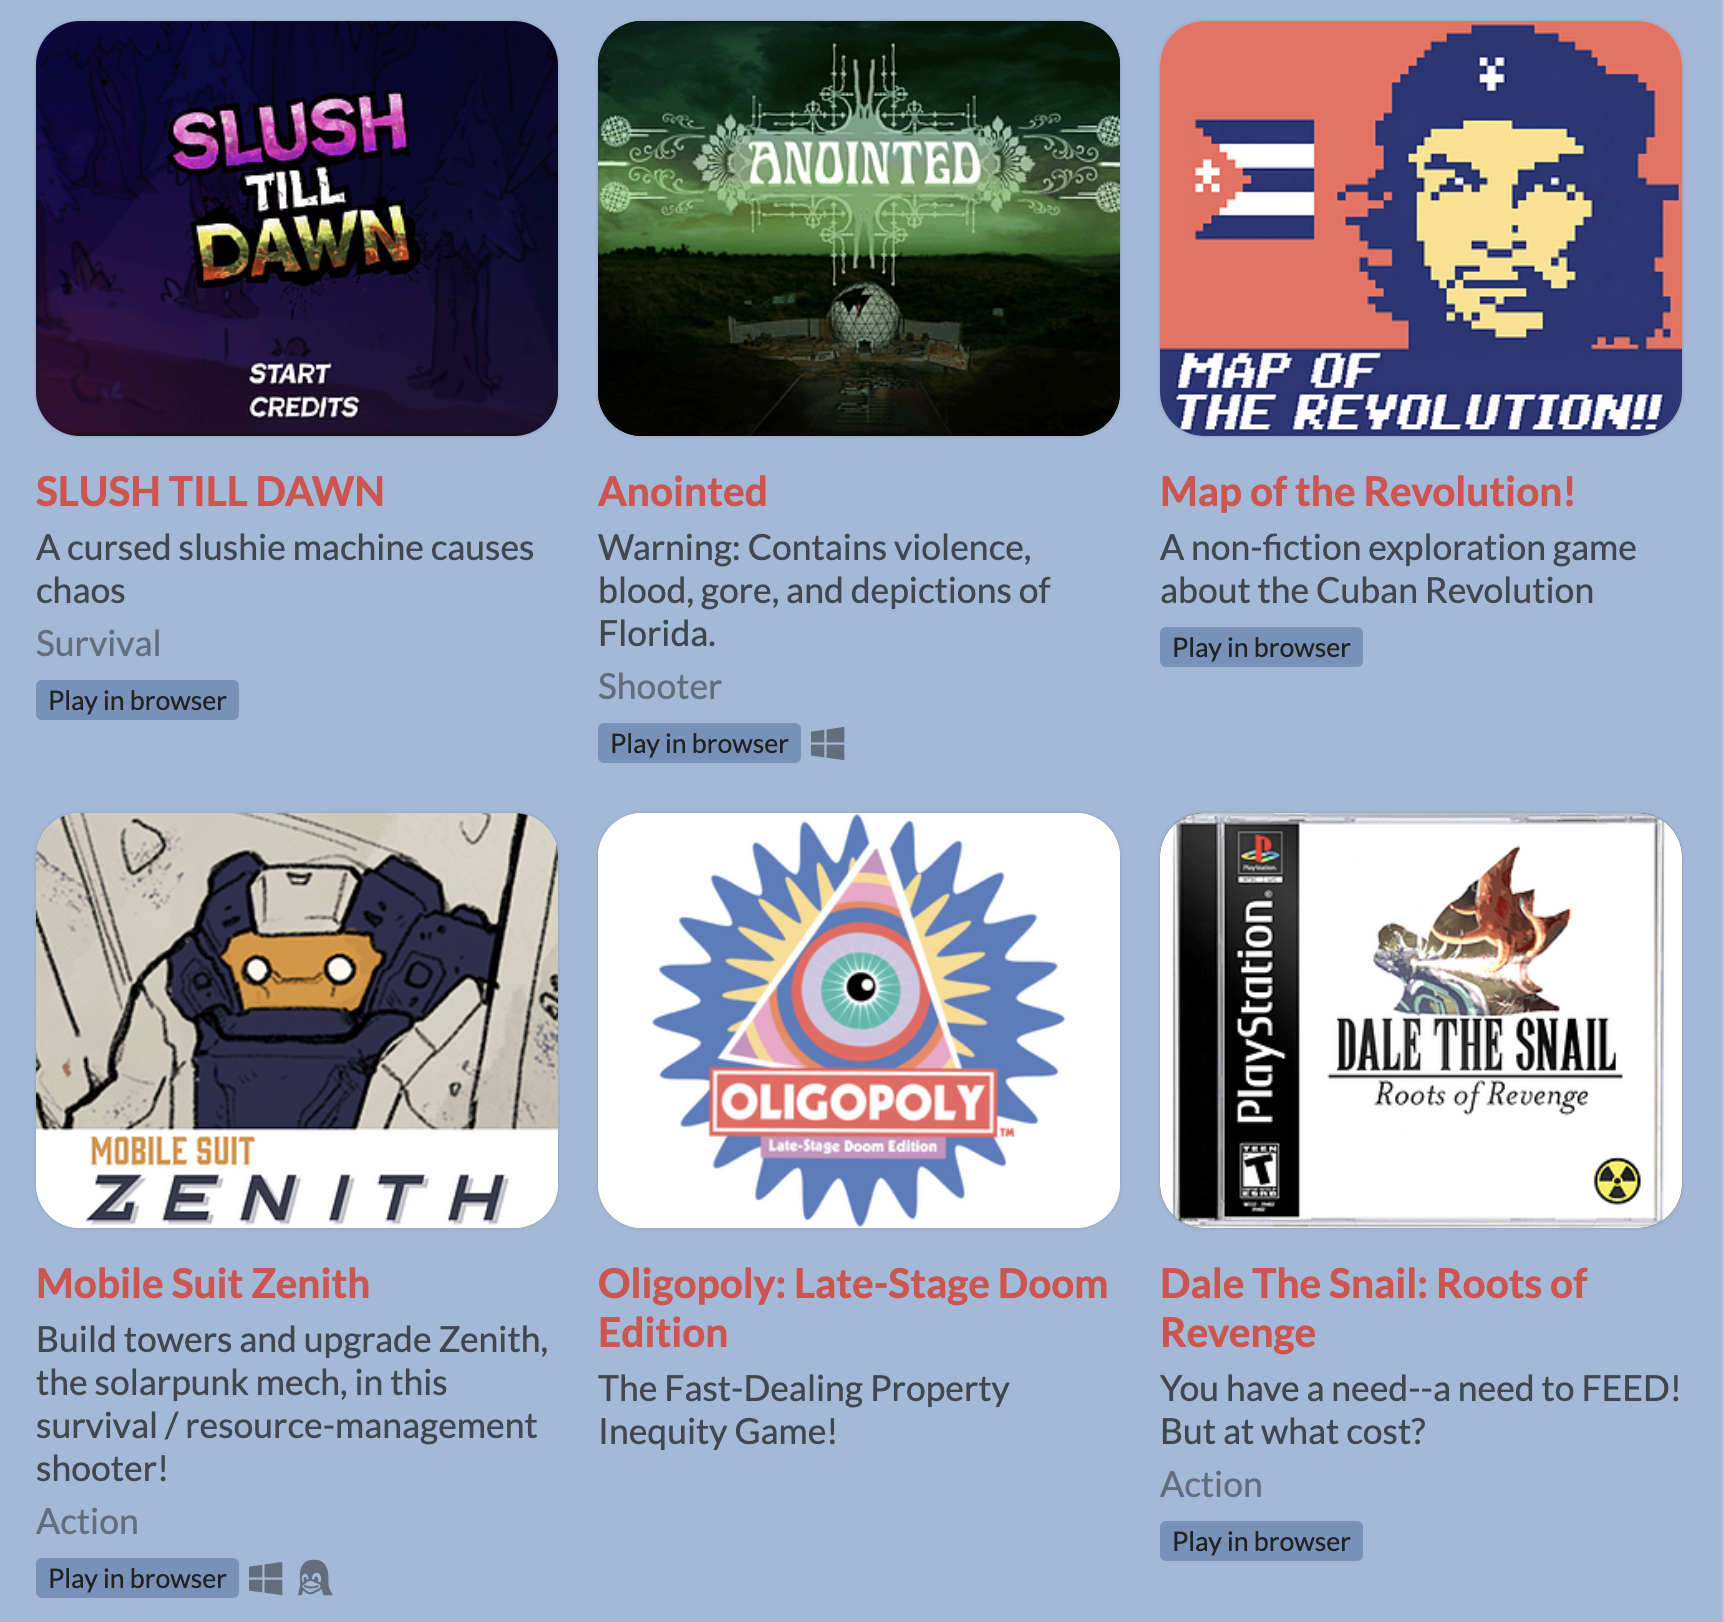 SLUSH
TILL
DAWN
START
CREDITS
SLUSH TILL DAWN
A cursed slushie machine causes
chaos
Survival
Play in browser
ANOINTED
Anointed
Warning: Contains violence,
blood, gore, and depictions of
Florida.
Shooter
Play in browser
MAP OF
THE REVOLUTION!!
Map of the Revolution!
A non-fiction exploration game
about the Cuban Revolution
Play in browser
MOBILE SUIT
ZENITH
Mobile Suit Zenith
Build towers and upgrade Zenith,
the solarpunk mech, in this
survival / resource-management
shooter!
Action
Play in browser
OLIGOPOLY™
Late-Stage Doom Edition
Oligopoly: Late-Stage Doom
Edition
The Fast-Dealing Property
Inequity Game!
PlayStation
PlayStation®
TEEN
T
ESRB
DALE THE SNAIL
Roots of Revenge
Dale The Snail: Roots of
Revenge
You have a need--a need to FEED!
But at what cost?
Action
Play in browser